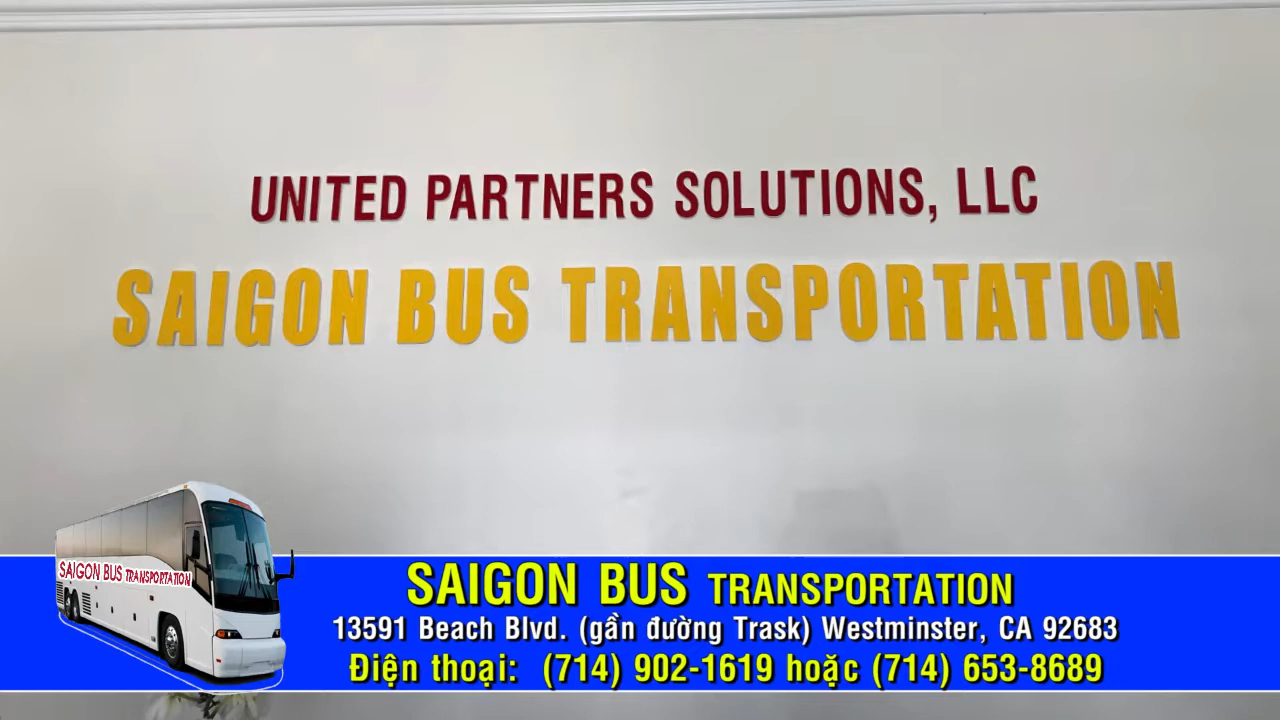 UNITED PARTNERS SOLUTIONS, LLC
SAIGON BUS TRANSPORTATION
SAIGON BUS TRANSPORTATION
SAIGON BUS TRANSPORTATION
13591 Beach Blvd. (gần đường Trask) Westminster, CA 92683
Điện thoại: (714) 902-1619 hoặc (714) 653-8689